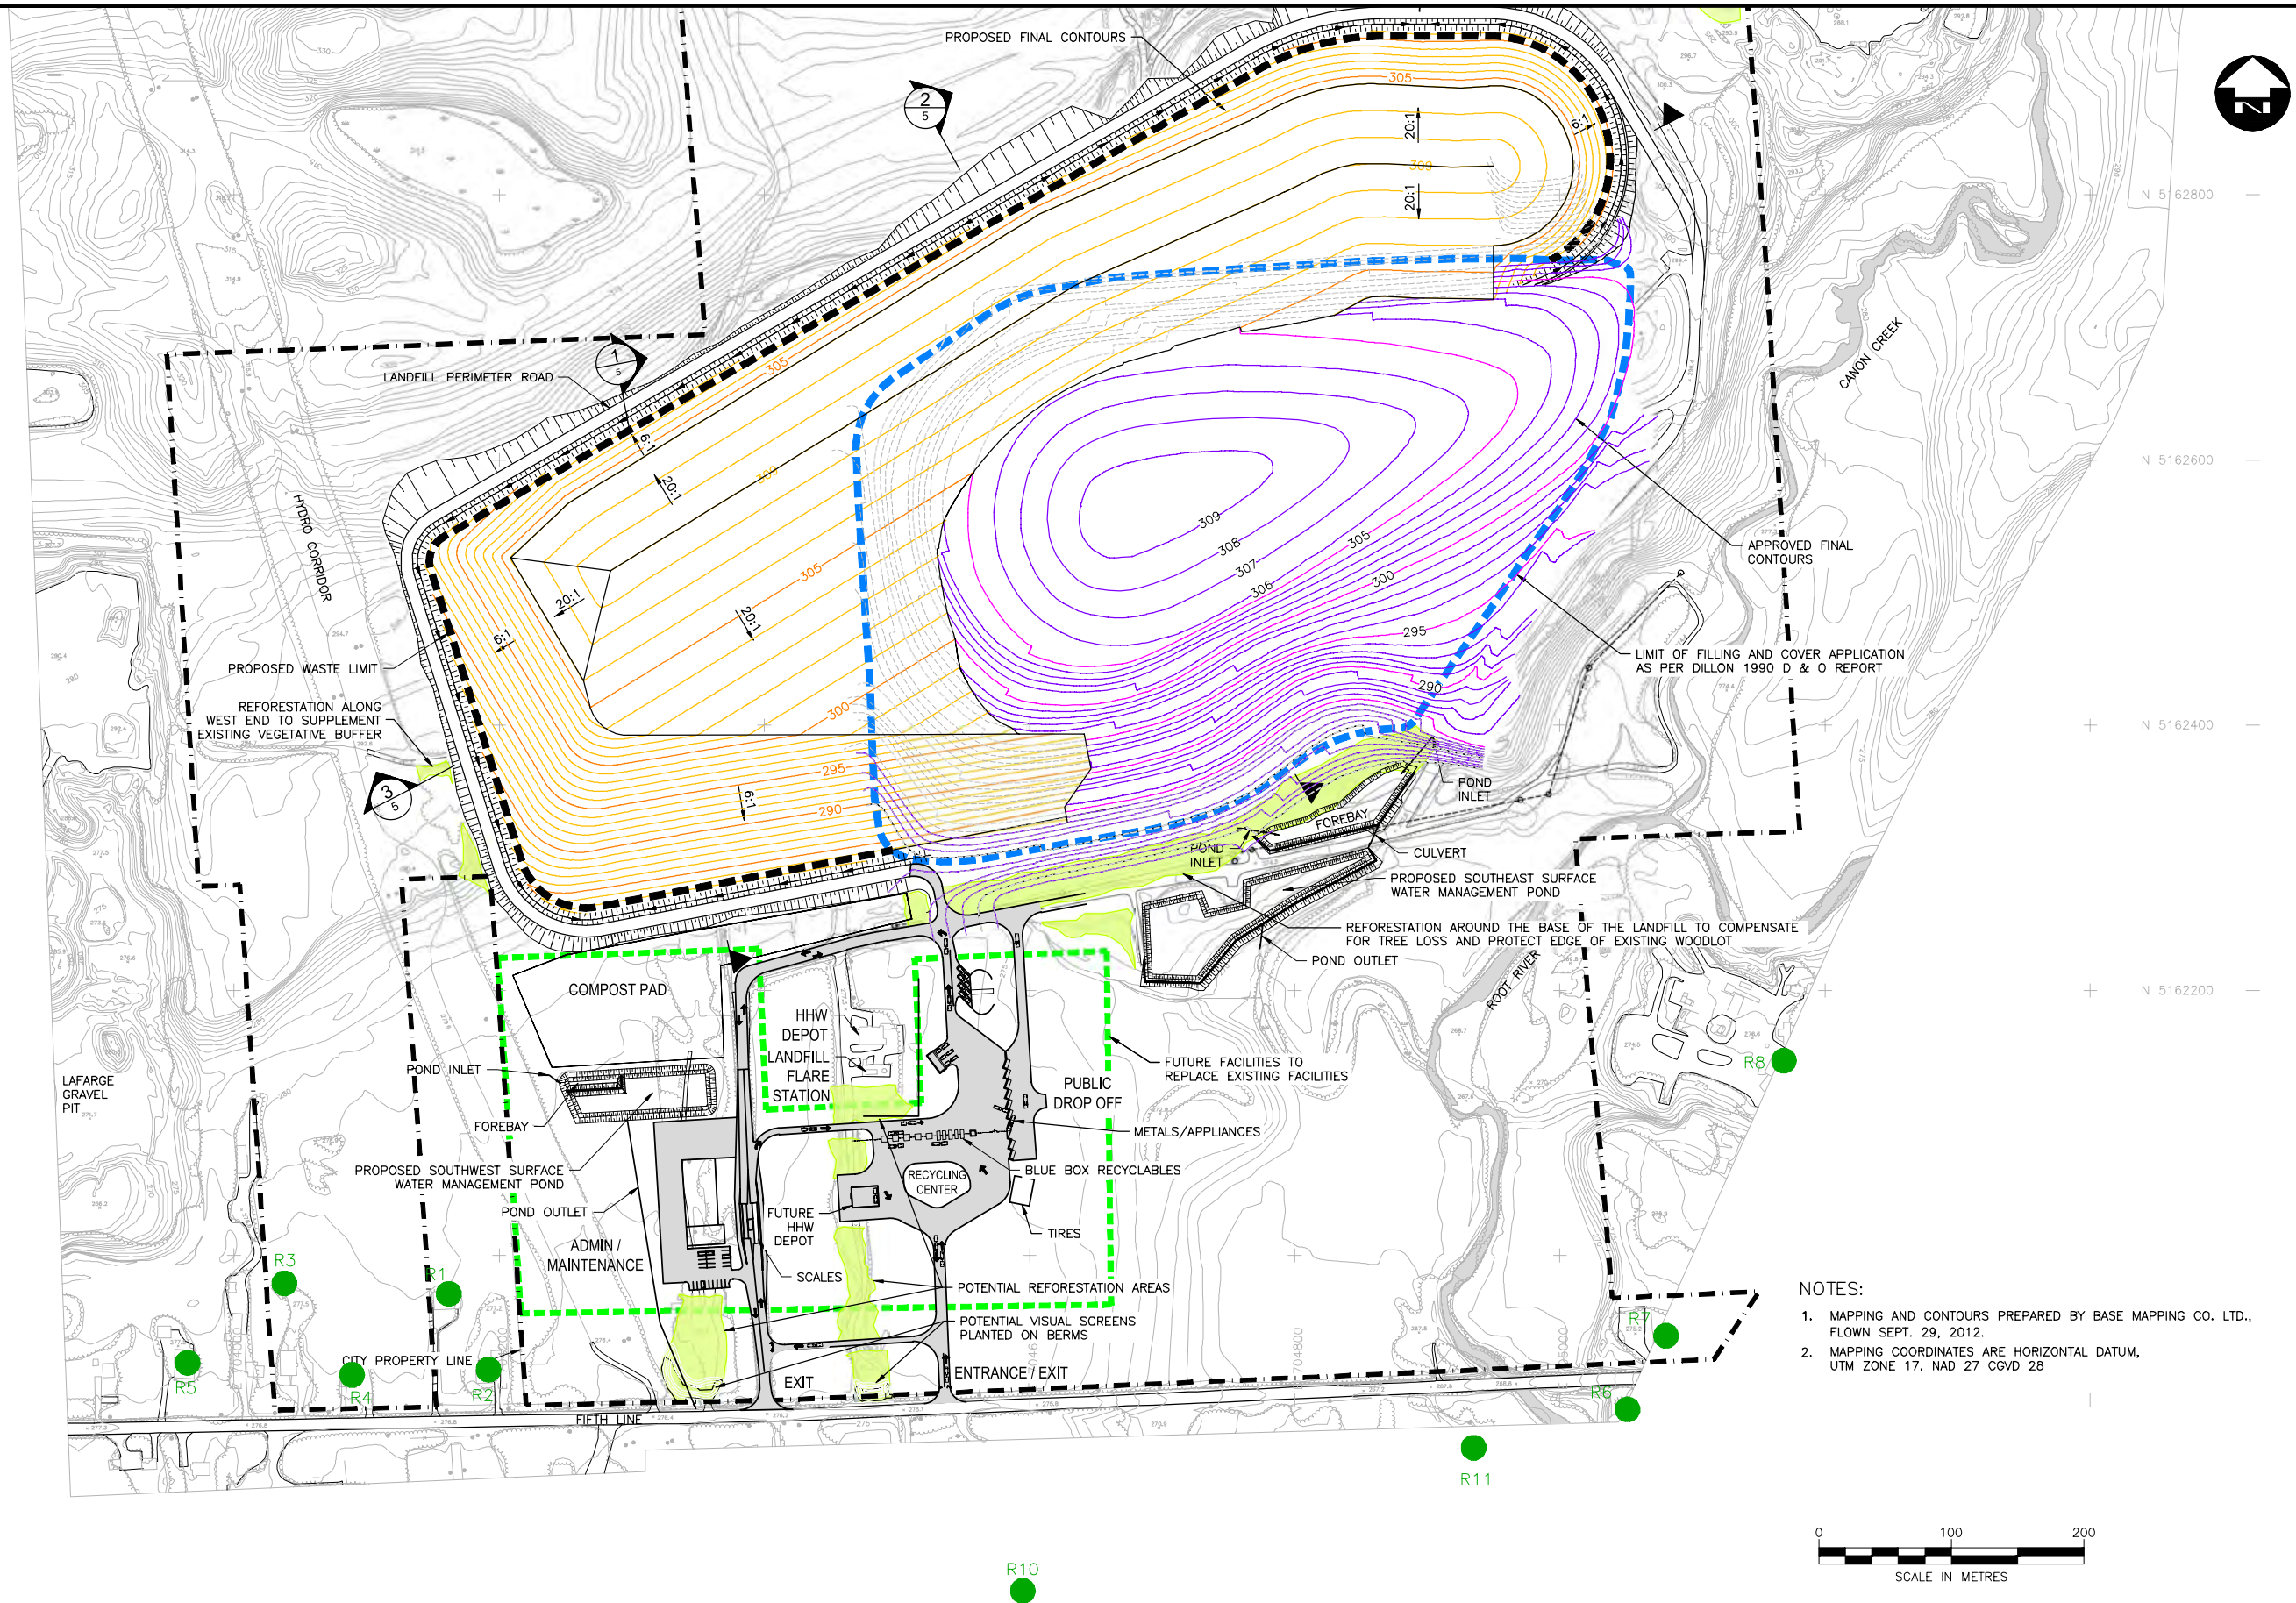 PROPOSED FINAL CONTOURS
2
5
305
6:1
20:1
309
20:1
N 5162800
CANON CREEK
1
5
LANDFILL PERIMETER ROAD
305
6:1
20:1
309
N 5162600
HYDRO CORRIDOR
309
308
307
306
305
300
295
290
APPROVED FINAL
CONTOURS
305
20:1
20:1
6:1
LIMIT OF FILLING AND COVER APPLICATION
AS PER DILLON 1990 D & O REPORT
PROPOSED WASTE LIMIT
REFORESTATION ALONG
WEST END TO SUPPLEMENT
EXISTING VEGETATIVE BUFFER
300
N 5162400
3
5
295
6:1
290
POND
INLET
FOREBAY
POND
INLET
CULVERT
PROPOSED SOUTHEAST SURFACE
WATER MANAGEMENT POND
REFORESTATION AROUND THE BASE OF THE LANDFILL TO COMPENSATE
FOR TREE LOSS AND PROTECT EDGE OF EXISTING WOODLOT
POND OUTLET
ROOT RIVER
COMPOST PAD
N 5162200
HHW
DEPOT
LANDFILL
FLARE
STATION
POND INLET
FUTURE FACILITIES TO
REPLACE EXISTING FACILITIES
R8
LAFARGE
GRAVEL
PIT
PUBLIC
DROP OFF
FOREBAY
METALS/APPLIANCES
PROPOSED SOUTHWEST SURFACE
WATER MANAGEMENT POND
RECYCLING
CENTER
BLUE BOX RECYCLABLES
POND OUTLET
FUTURE
HHW
DEPOT
TIRES
ADMIN /
MAINTENANCE
R3
R1
SCALES
POTENTIAL REFORESTATION AREAS
POTENTIAL VISUAL SCREENS
PLANTED ON BERMS
R7
CITY PROPERTY LINE
R5
R4
R2
EXIT
ENTRANCE / EXIT
R6
FIFTH LINE
R11
R10
NOTES:
1. MAPPING AND CONTOURS PREPARED BY BASE MAPPING CO. LTD.,
FLOWN SEPT. 29, 2012.
2. MAPPING COORDINATES ARE HORIZONTAL DATUM,
UTM ZONE 17, NAD 27 CGVD 28
0 100 200
SCALE IN METRES
N